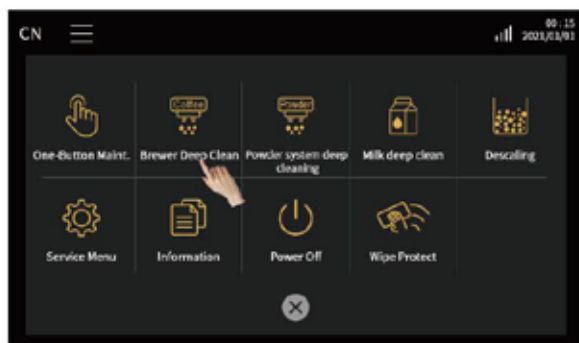 CN
00:15
2021/03/03
Coffee
Powder
One-Button Maint.
Brewer Deep Clean
Powder system deep
cleaning
Milk deep clean
Descaling
Service Menu
Information
Power Off
Wipe Protect